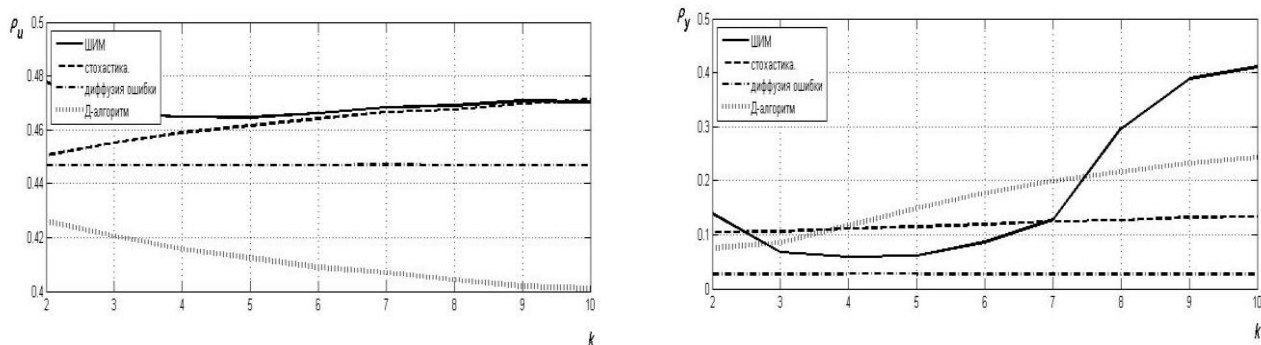 ρu
0.5
0.48
0.46
0.44
0.42
0.4
ШИМ
стохастика.
диффузия ошибки
Д-алгоритм
2 3 4 5 6 7 8 9 10
k
ρy
0.5
0.4
0.3
0.2
0.1
0
ШИМ
стохастика.
диффузия ошибки
Д-алгоритм
2 3 4 5 6 7 8 9 10
k